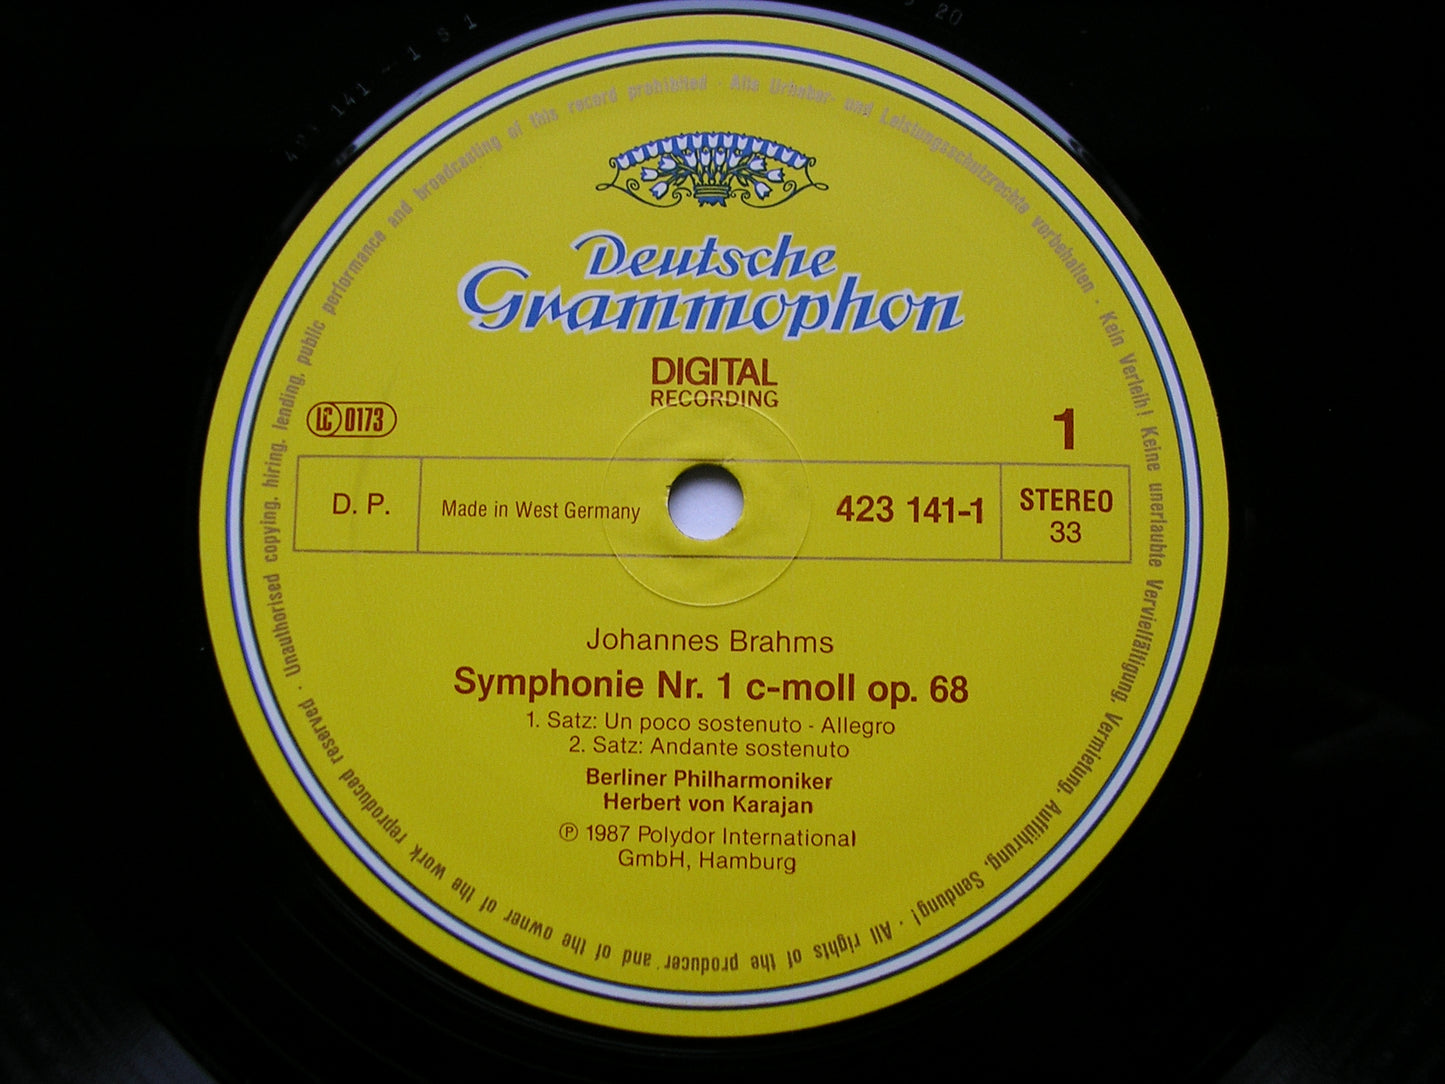 Deutsche
Grammophon
DIGITAL
RECORDING
LC 0173
1
D. P.
Made in West Germany
423 141-1
STEREO
33
Johannes Brahms
Symphonie Nr. 1 c-moll op. 68
1. Satz: Un poco sostenuto - Allegro
2. Satz: Andante sostenuto
Berliner Philharmoniker
Herbert von Karajan
℗ 1987 Polydor International
GmbH, Hamburg
Alle Urheber- und Leistungsschutzrechte vorbehalten · Kein Verleih! Keine unerlaubte Vervielfältigung, Vermietung, Aufführung, Sendung! · All rights of the producer and of the owner of the work reproduced reserved · Unauthorised copying, hiring, lending, public performance and broadcasting of this record prohibited ·
141 - 1 S 1
20